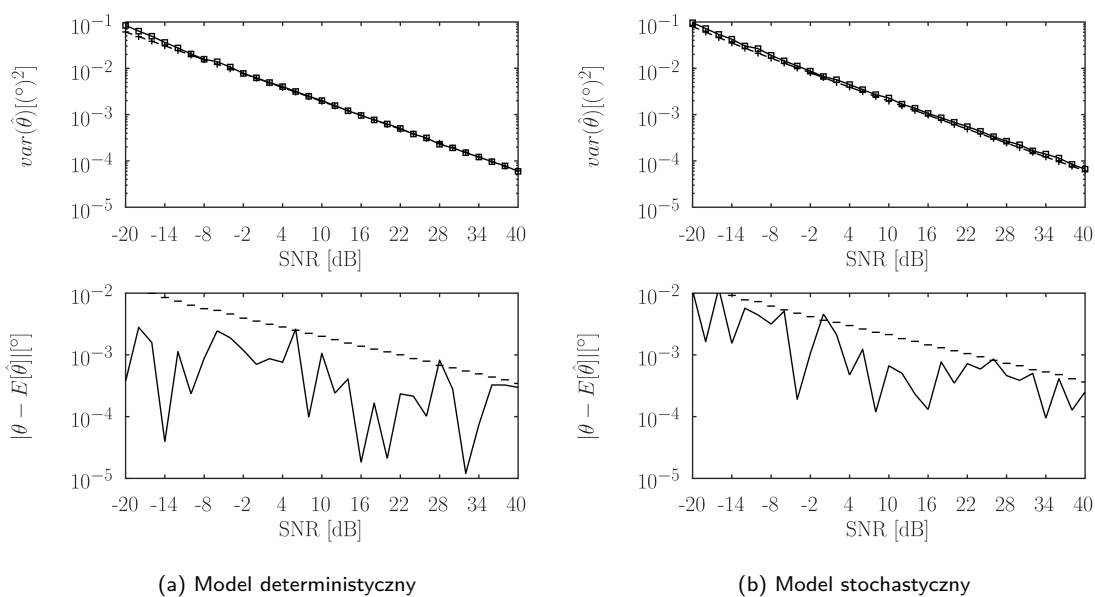 10−1
10−2
10−3
10−4
10−5
var(θ̂)[(°)2]
-20 -14 -8 -2 4 10 16 22 28 34 40
SNR [dB]
10−1
10−2
10−3
10−4
10−5
var(θ̂)[(°)2]
-20 -14 -8 -2 4 10 16 22 28 34 40
SNR [dB]
10−2
10−3
10−4
10−5
|θ − E[θ̂]|[°]
-20 -14 -8 -2 4 10 16 22 28 34 40
SNR [dB]
10−2
10−3
10−4
10−5
|θ − E[θ̂]|[°]
-20 -14 -8 -2 4 10 16 22 28 34 40
SNR [dB]
(a) Model deterministyczny
(b) Model stochastyczny